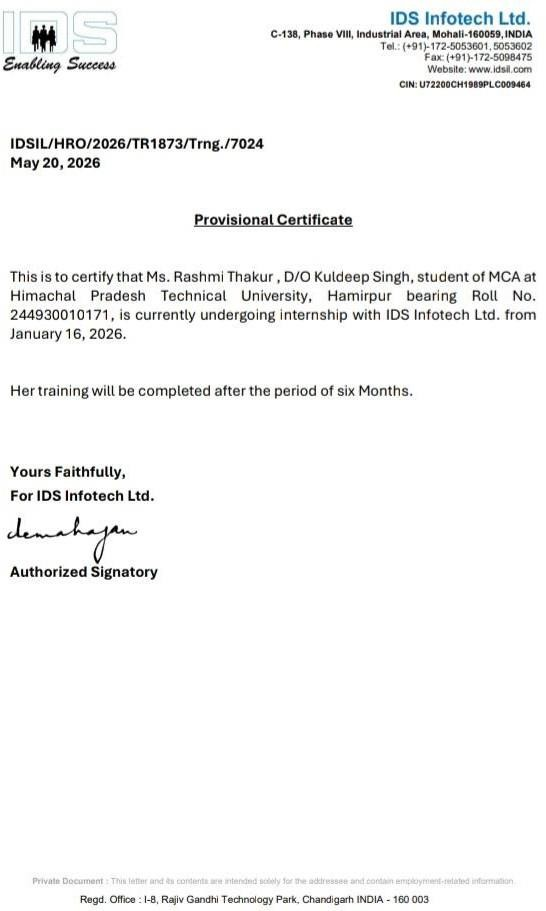 IDS
Enabling Success
IDS Infotech Ltd.
C-138, Phase VIII, Industrial Area, Mohali-160059,INDIA
Tel.: (+91)-172-5053601,5053602
Fax: (+91)-172-5098475
Website: www.idsil.com
CIN: U72200CH1989PLC009464
IDSIL/HRO/2026/TR1873/Trng./7024
May 20, 2026
Provisional Certificate
This is to certify that Ms. Rashmi Thakur , D/O Kuldeep Singh, student of MCA at
Himachal Pradesh Technical University, Hamirpur bearing Roll No.
244930010171, is currently undergoing internship with IDS Infotech Ltd. from
January 16, 2026.
Her training will be completed after the period of six Months.
Yours Faithfully,
For IDS Infotech Ltd.
demahajan
Authorized Signatory
Private Document : This letter and its contents are intended solely for the addressee and contain employment-related information.
Regd. Office : I-8, Rajiv Gandhi Technology Park, Chandigarh INDIA - 160 003